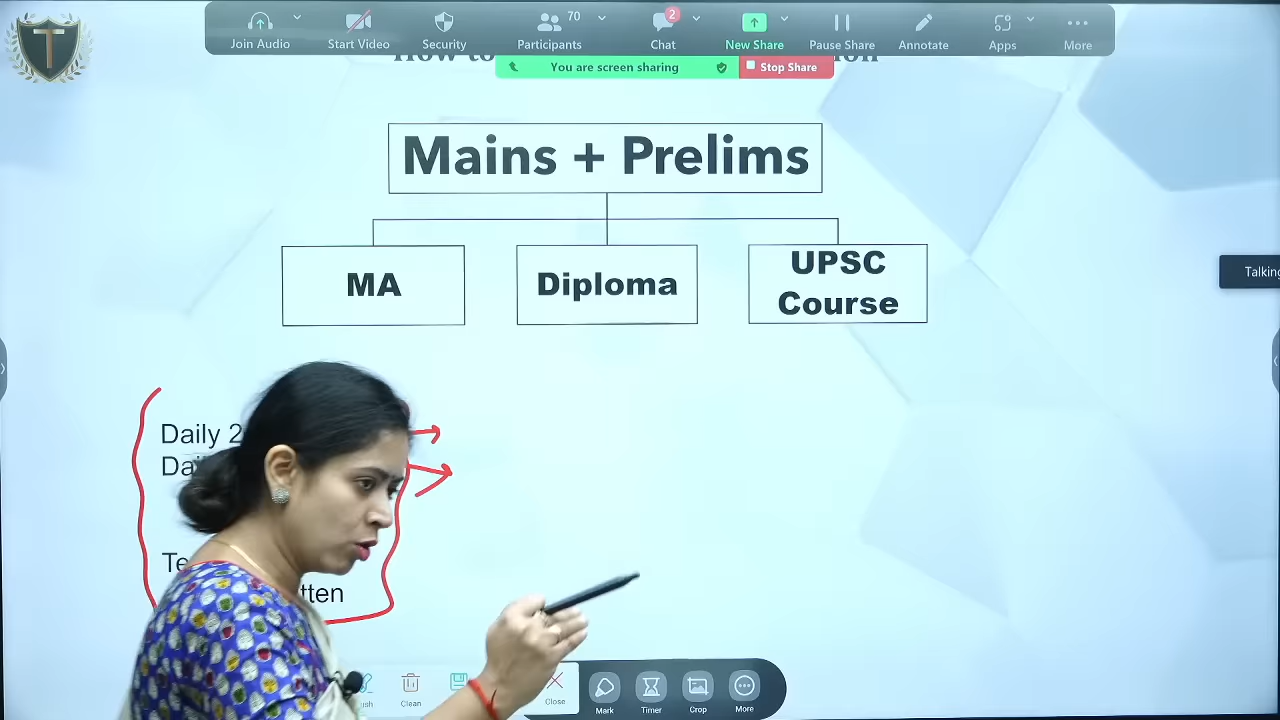 T
70
2
Join Audio
Start Video
Security
Participants
Chat
New Share
Pause Share
Annotate
Apps
More
How to
You are screen sharing
Stop Share
Mains + Prelims
MA
Diploma
UPSC
Course
Talking
Daily 2
tten
Clean
Close
Mark
Timer
Crop
More